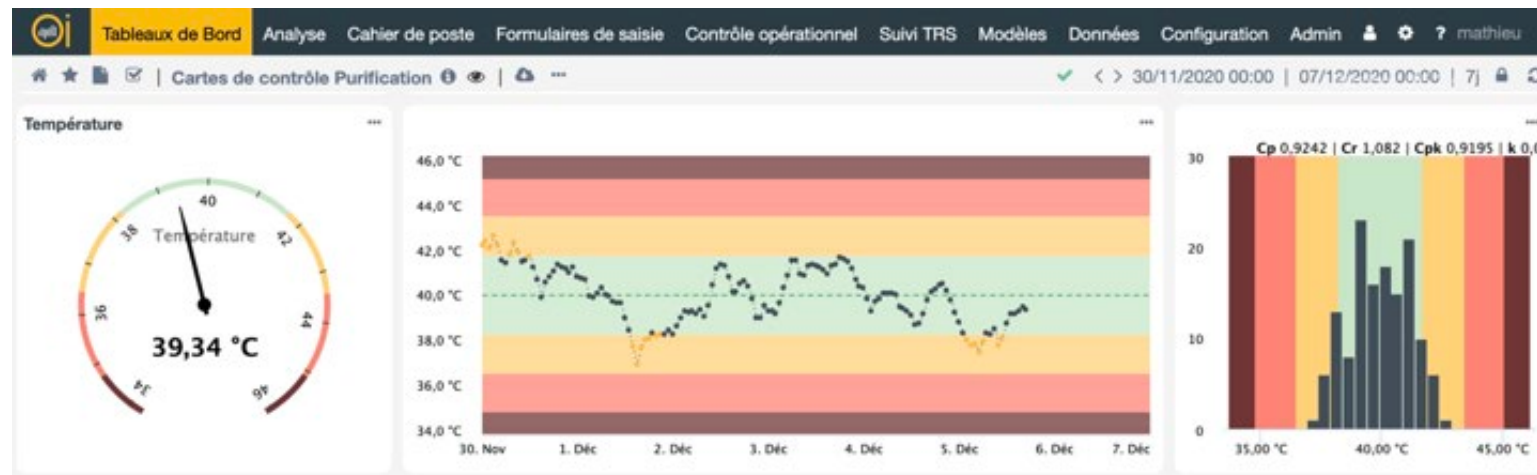 Oi Tableaux de Bord Analyse Cahier de poste Formulaires de saisie Contrôle opérationnel Suivi TRS Modèles Données Configuration Admin ? mathieu
| Cartes de contrôle Purification | ... < > 30/11/2020 00:00 | 07/12/2020 00:00 | 7j
Température
Cp 0,9242 | Cr 1,082 | Cpk 0,9195 | k 0,0
34 36 38 40 42 44 46
Température
39,34 °C
46,0 °C
44,0 °C
42,0 °C
40,0 °C
38,0 °C
36,0 °C
34,0 °C
30. Nov 1. Déc 2. Déc 3. Déc 4. Déc 5. Déc 6. Déc 7. Déc
30
20
10
0
35,00 °C 40,00 °C 45,00 °C